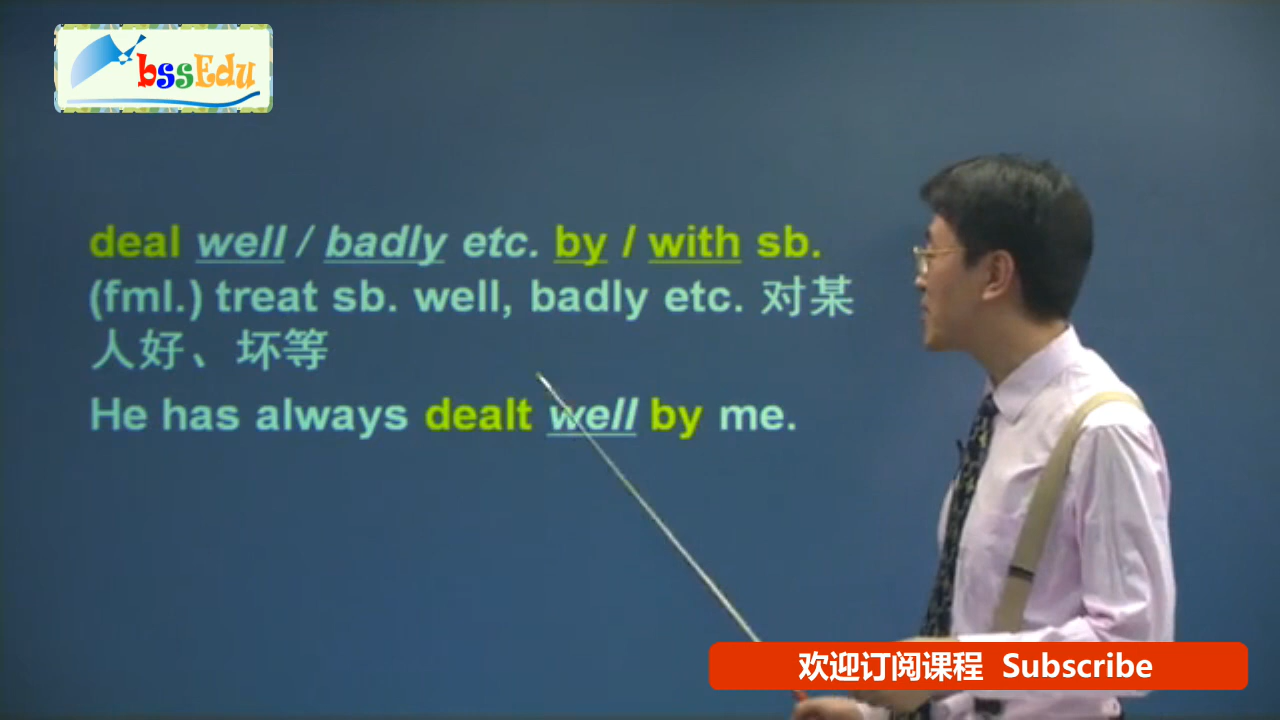 bssEdu
deal well / badly etc. by / with sb.
(fml.) treat sb. well, badly etc. 对某
人好、坏等
He has always dealt well by me.
欢迎订阅课程 Subscribe